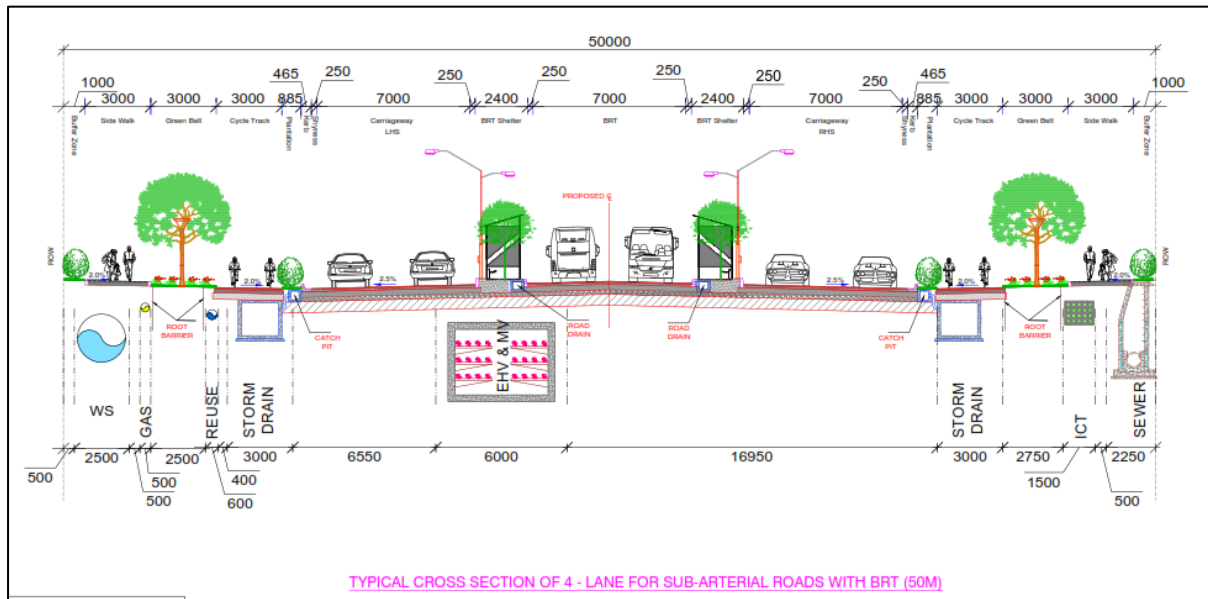 50000
1000
3000
3000
3000
885
465
250
7000
250
2400
250
7000
250
2400
250
7000
250
465
885
3000
3000
3000
1000
Buffer Zone
Side Walk
Green Belt
Cycle Track
Plantation
Kerb
Shyness
Carriageway
LHS
BRT Shelter
BRT
BRT Shelter
Carriageway
RHS
Shyness
Kerb
Plantation
Cycle Track
Green Belt
Side Walk
Buffer Zone
PROPOSED ℄
ROW
ROW
2.0%
2.0%
2.5%
2.5%
2.0%
2.0%
ROOT
BARRIER
CATCH
PIT
ROAD
DRAIN
ROAD
DRAIN
CATCH
PIT
ROOT
BARRIER
EHV & MV
WS
GAS
REUSE
STORM
DRAIN
STORM
DRAIN
ICT
SEWER
500
2500
500
500
2500
600
400
3000
6550
6000
16950
3000
2750
1500
500
2250
TYPICAL CROSS SECTION OF 4 - LANE FOR SUB-ARTERIAL ROADS WITH BRT (50M)